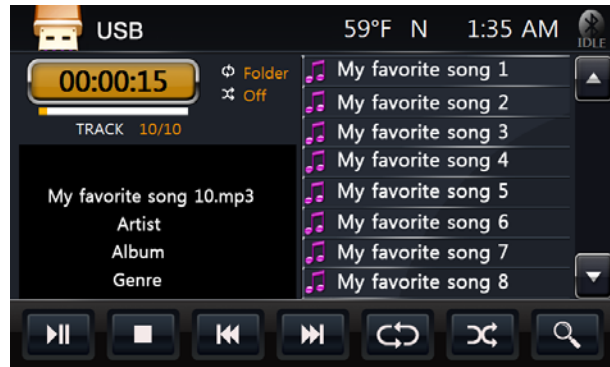 USB 59°F N 1:35 AM
IDLE
00:00:15
Folder
Off
TRACK 10/10
My favorite song 10.mp3
Artist
Album
Genre
My favorite song 1
My favorite song 2
My favorite song 3
My favorite song 4
My favorite song 5
My favorite song 6
My favorite song 7
My favorite song 8